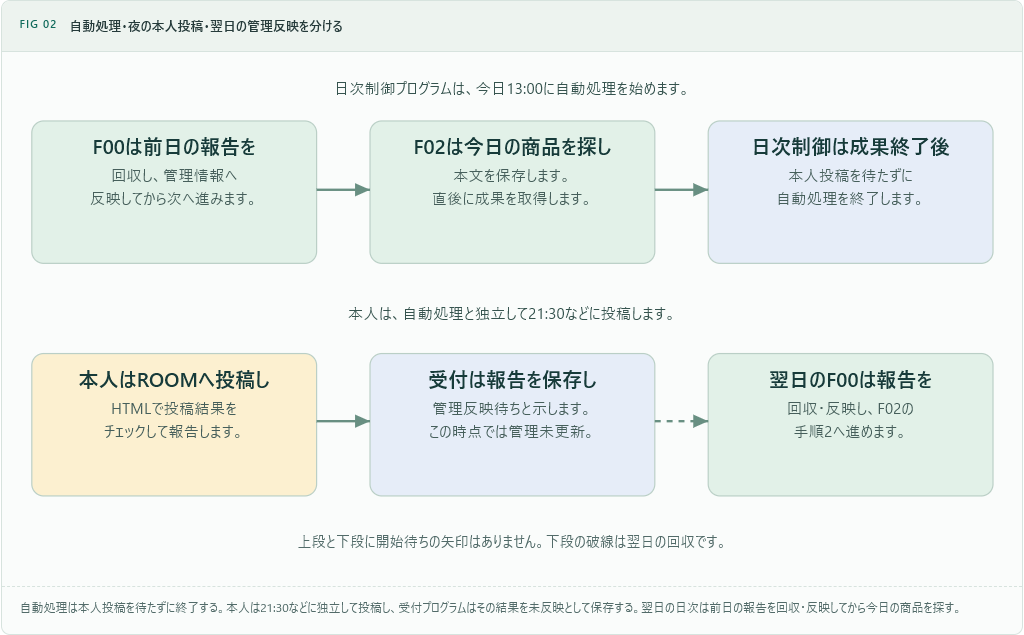 FIG 02 自動処理・夜の本人投稿・翌日の管理反映を分ける
日次制御プログラムは、今日13:00に自動処理を始めます。
F00は前日の報告を
回収し、管理情報へ
反映してから次へ進みます。
F02は今日の商品を探し
本文を保存します。
直後に成果を取得します。
日次制御は成果終了後
本人投稿を待たずに
自動処理を終了します。
本人は、自動処理と独立して21:30などに投稿します。
本人はROOMへ投稿し
HTMLで投稿結果を
チェックして報告します。
受付は報告を保存し
管理反映待ちと示します。
この時点では管理未更新。
翌日のF00は報告を
回収・反映し、F02の
手順2へ進めます。
上段と下段に開始待ちの矢印はありません。下段の破線は翌日の回収です。
自動処理は本人投稿を待たずに終了する。本人は21:30などに独立して投稿し、受付プログラムはその結果を未反映として保存する。翌日の日次は前日の報告を回収・反映してから今日の商品を探す。